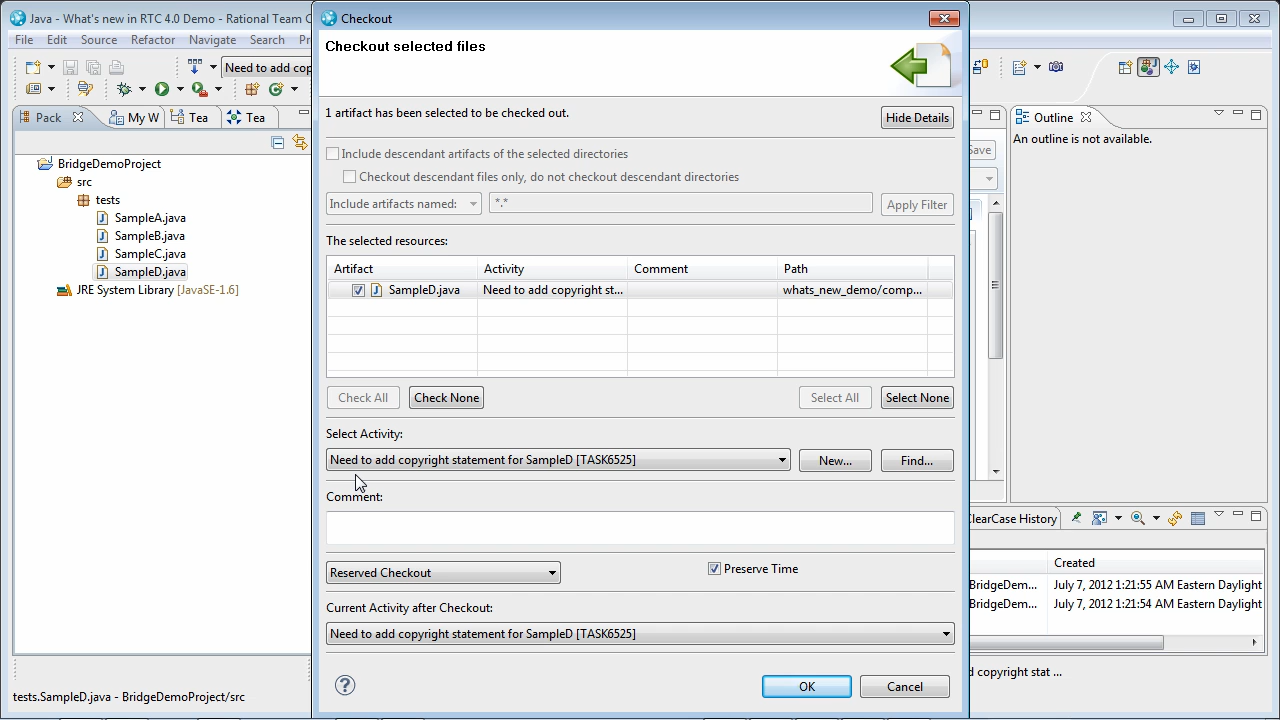 Java - What's new in RTC 4.0 Demo - Rational Team C
File Edit Source Refactor Navigate Search Pr
Need to add cop
Pack My W Tea Tea
BridgeDemoProject
src
tests
SampleA.java
SampleB.java
SampleC.java
SampleD.java
JRE System Library [JavaSE-1.6]
tests.SampleD.java - BridgeDemoProject/src
Checkout
Checkout selected files
1 artifact has been selected to be checked out.
Hide Details
Include descendant artifacts of the selected directories
Checkout descendant files only, do not checkout descendant directories
Include artifacts named: *.* Apply Filter
The selected resources:
Artifact Activity Comment Path
SampleD.java Need to add copyright st... whats_new_demo/comp...
Check All Check None Select All Select None
Select Activity:
Need to add copyright statement for SampleD [TASK6525] New... Find...
Comment:
Reserved Checkout Preserve Time
Current Activity after Checkout:
Need to add copyright statement for SampleD [TASK6525]
OK Cancel
Save
Outline
An outline is not available.
ClearCase History
Created
BridgeDem... July 7, 2012 1:21:55 AM Eastern Daylight
BridgeDem... July 7, 2012 1:21:54 AM Eastern Daylight
d copyright stat ...